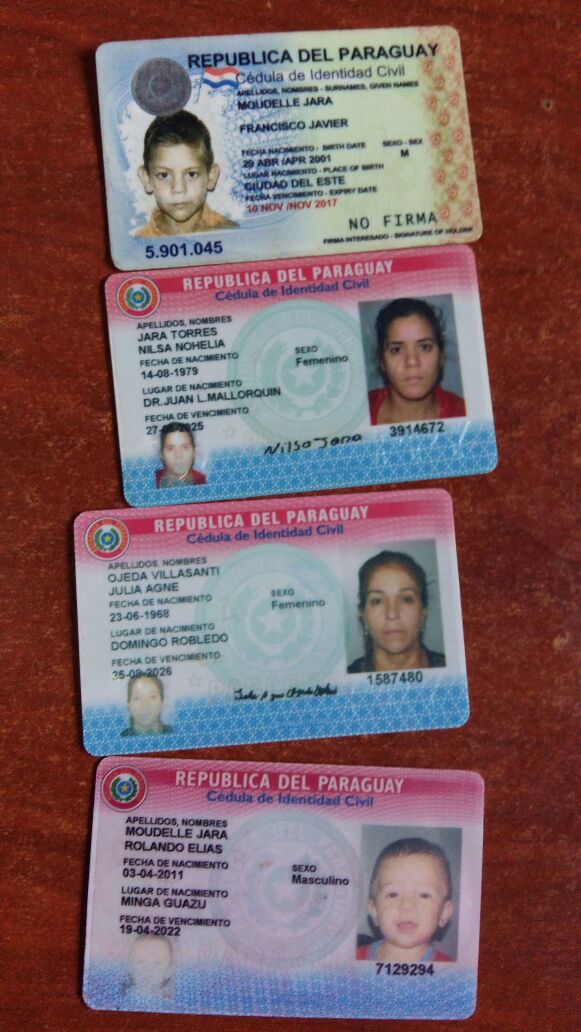 REPUBLICA DEL PARAGUAY
Cédula de Identidad Civil
APELLIDOS, NOMBRES - SURNAMES, GIVEN NAMES
MOUDELLE JARA
FRANCISCO JAVIER
FECHA NACIMIENTO - BIRTH DATE SEXO - SEX
29 ABR /APR 2001 M
LUGAR NACIMIENTO - PLACE OF BIRTH
CIUDAD DEL ESTE
FECHA VENCIMIENTO - EXPIRY DATE
10 NOV /NOV 2017
NO FIRMA
5.901.045
FIRMA INTERESADO - SIGNATURE OF HOLDER
REPUBLICA DEL PARAGUAY
Cédula de Identidad Civil
APELLIDOS, NOMBRES
JARA TORRES
NILSA NOHELIA
SEXO
Femenino
FECHA DE NACIMIENTO
14-08-1979
LUGAR DE NACIMIENTO
DR.JUAN L.MALLORQUIN
FECHA DE VENCIMIENTO
Nilsa Jara
3914672
REPUBLICA DEL PARAGUAY
Cédula de Identidad Civil
APELLIDOS, NOMBRES
OJEDA VILLASANTI
JULIA AGNE
SEXO
Femenino
FECHA DE NACIMIENTO
23-06-1968
LUGAR DE NACIMIENTO
DOMINGO ROBLEDO
FECHA DE VENCIMIENTO
1587480
REPUBLICA DEL PARAGUAY
Cédula de Identidad Civil
APELLIDOS, NOMBRES
MOUDELLE JARA
ROLANDO ELIAS
FECHA DE NACIMIENTO
03-04-2011
SEXO
Masculino
LUGAR DE NACIMIENTO
MINGA GUAZU
FECHA DE VENCIMIENTO
19-04-2022
7129294